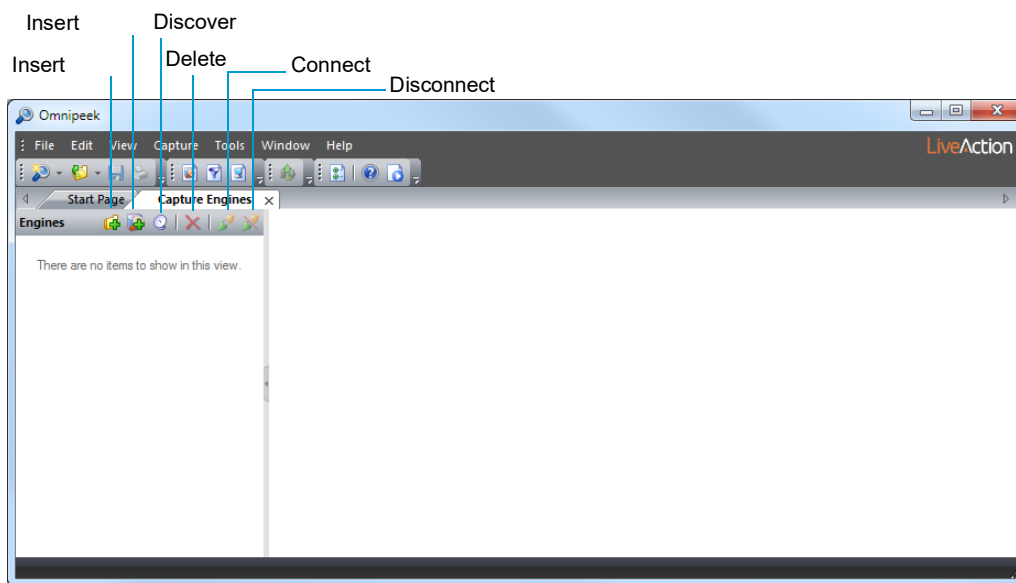 Insert Discover
Insert Delete Connect
Disconnect
Omnipeek
File Edit View Capture Tools Window Help
LiveAction
Start Page Capture Engines
Engines
There are no items to show in this view.